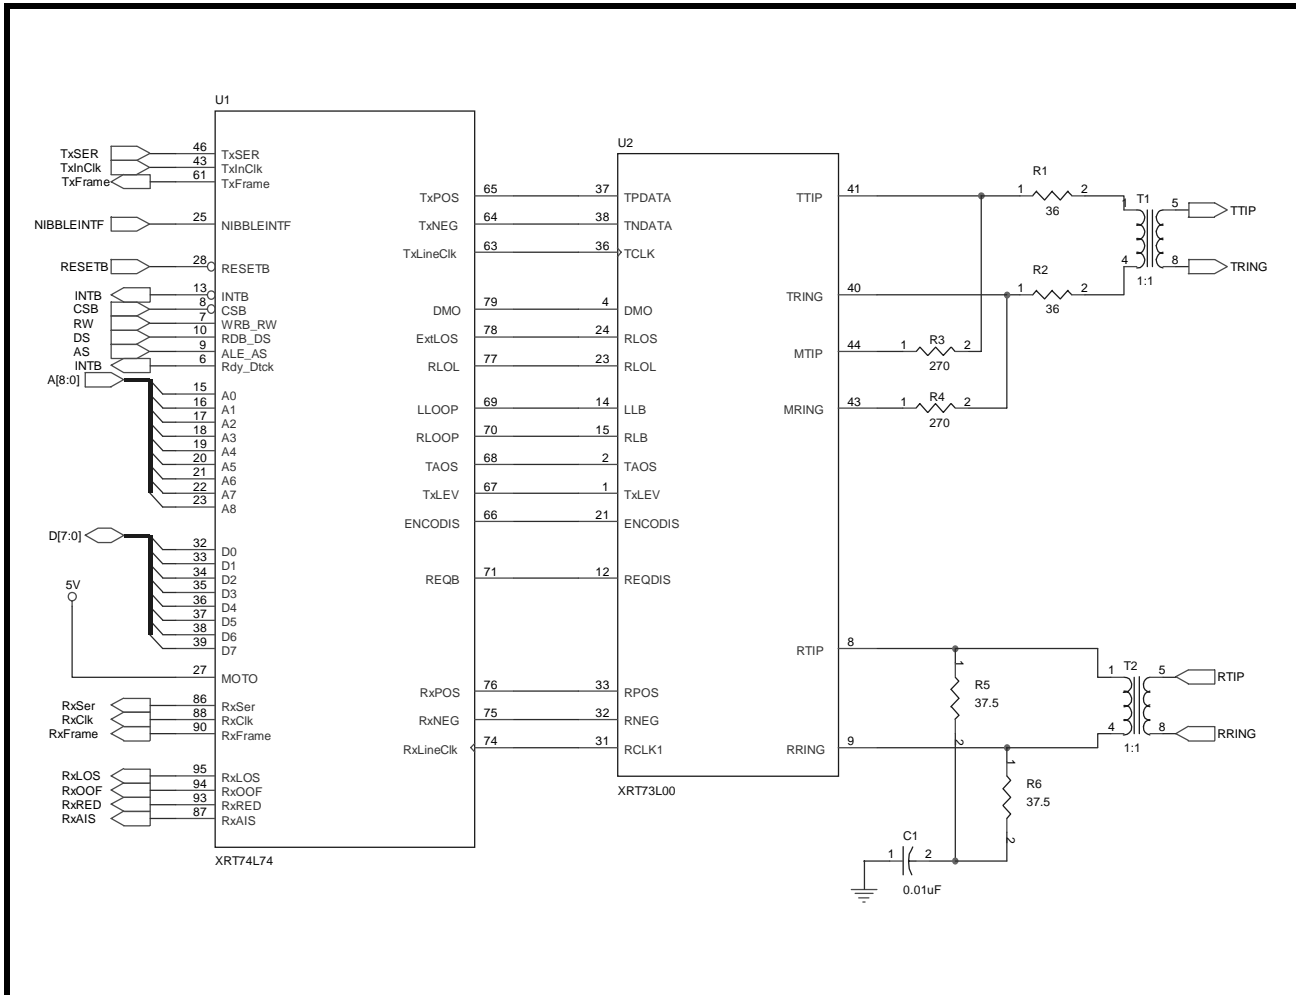 U1
TxSER 46 TxSER
TxInClk 43 TxInClk
TxFrame 61 TxFrame
NIBBLEINTF 25 NIBBLEINTF
RESETB 28 RESETB
INTB 13 INTB
CSB 8 CSB
RW 7 WRB_RW
DS 10 RDB_DS
AS 9 ALE_AS
INTB 6 Rdy_Dtck
A[8:0]
15 A0
16 A1
17 A2
18 A3
19 A4
20 A5
21 A6
22 A7
23 A8
D[7:0]
32 D0
33 D1
34 D2
35 D3
36 D4
37 D5
38 D6
39 D7
5V
27 MOTO
RxSer 86 RxSer
RxClk 88 RxClk
RxFrame 90 RxFrame
RxLOS 95 RxLOS
RxOOF 94 RxOOF
RxRED 93 RxRED
RxAIS 87 RxAIS
XRT74L74
U2
TxPOS 65 37 TPDATA
TxNEG 64 38 TNDATA
TxLineClk 63 36 TCLK
DMO 79 4 DMO
ExtLOS 78 24 RLOS
RLOL 77 23 RLOL
LLOOP 69 14 LLB
RLOOP 70 15 RLB
TAOS 68 2 TAOS
TxLEV 67 1 TxLEV
ENCODIS 66 21 ENCODIS
REQB 71 12 REQDIS
RxPOS 76 33 RPOS
RxNEG 75 32 RNEG
RxLineClk 74 31 RCLK1
XRT73L00
TTIP 41
R1
1 2
36
TRING 40
R2
1 2
36
MTIP 44
1 R3 2
270
MRING 43
1 R4 2
270
T1
1 5 TTIP
4 8 TRING
1:1
RTIP 8
1
R5
37.5
2
RRING 9
1
R6
37.5
2
T2
1 5 RTIP
4 8 RRING
1:1
C1
1 2
0.01uF